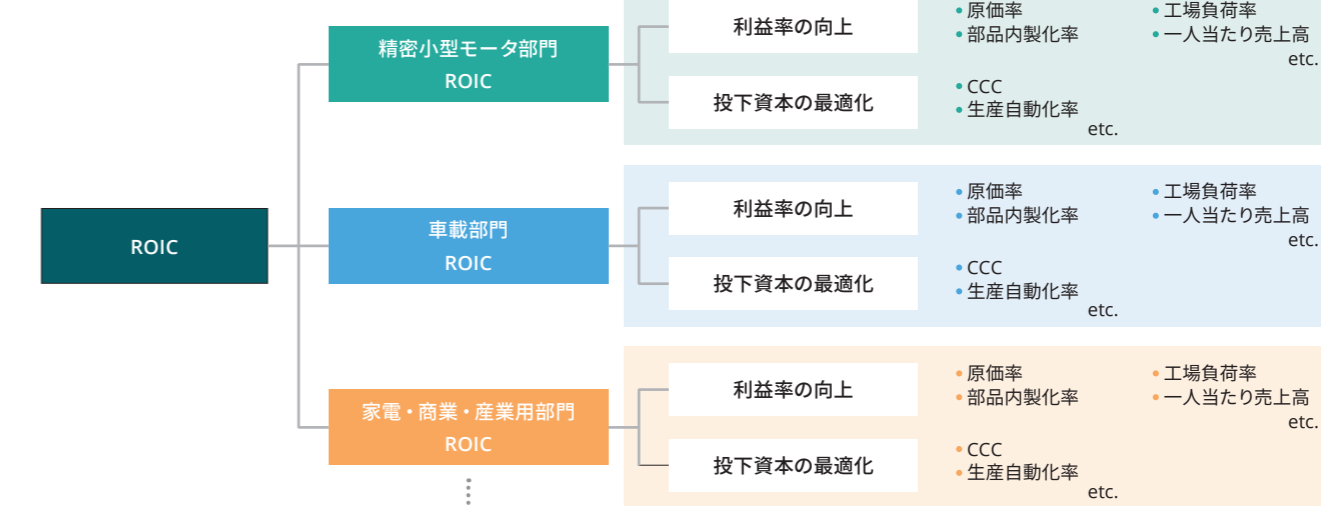 ROIC
精密小型モータ部門
ROIC
利益率の向上
• 原価率
• 部品内製化率
• 工場負荷率
• 一人当たり売上高
etc.
投下資本の最適化
• CCC
• 生産自動化率
etc.
車載部門
ROIC
利益率の向上
• 原価率
• 部品内製化率
• 工場負荷率
• 一人当たり売上高
etc.
投下資本の最適化
• CCC
• 生産自動化率
etc.
家電・商業・産業用部門
ROIC
利益率の向上
• 原価率
• 部品内製化率
• 工場負荷率
• 一人当たり売上高
etc.
投下資本の最適化
• CCC
• 生産自動化率
etc.